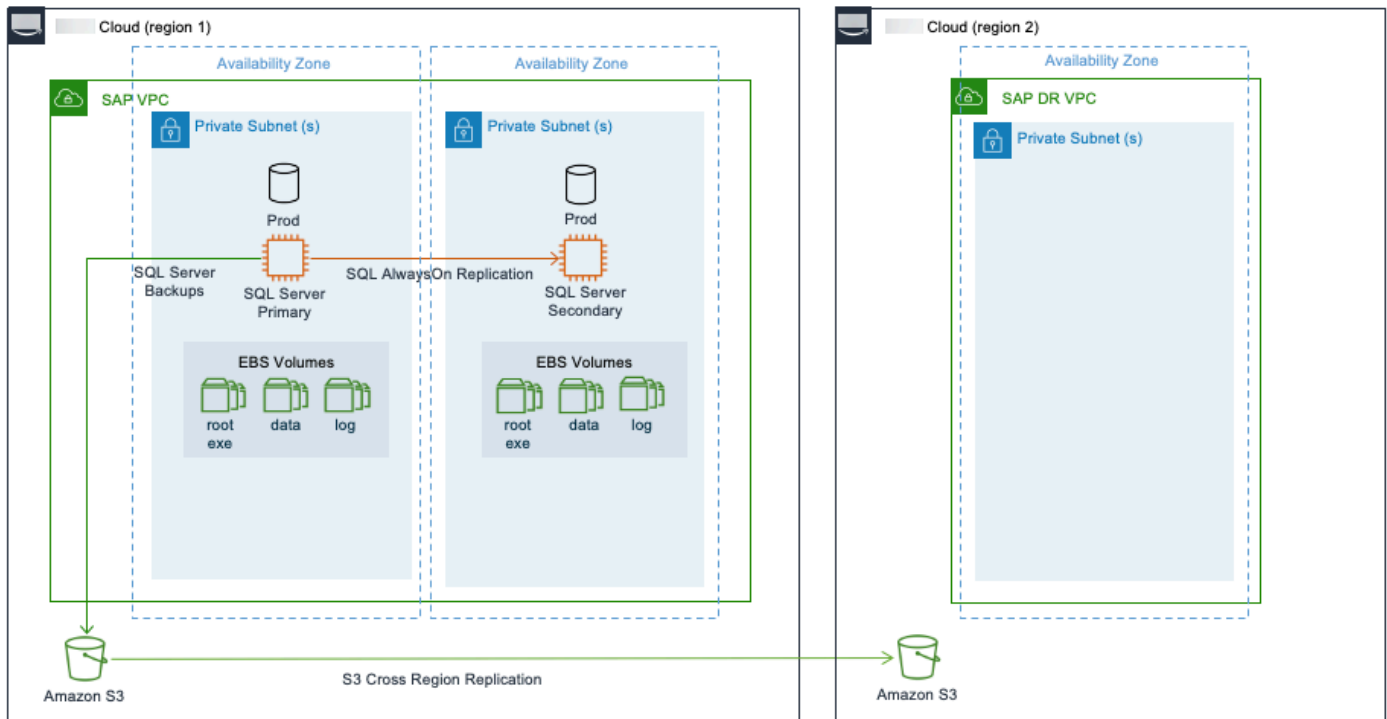 Cloud (region 1)
Availability Zone
Availability Zone
SAP VPC
Private Subnet (s)
Private Subnet (s)
Prod
Prod
SQL Server
Backups
SQL AlwaysOn Replication
SQL Server
Primary
SQL Server
Secondary
EBS Volumes
root
exe
data
log
EBS Volumes
root
exe
data
log
Amazon S3
S3 Cross Region Replication
Cloud (region 2)
Availability Zone
SAP DR VPC
Private Subnet (s)
Amazon S3